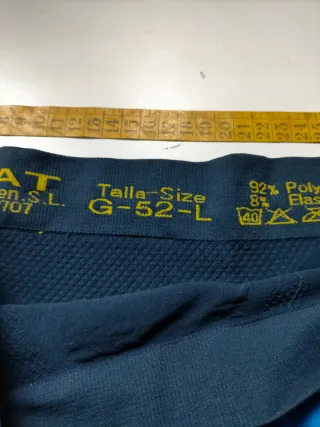 AT
en.S.L.
707
Talla-Size
G-52-L
92% Poly
8% Elas
40